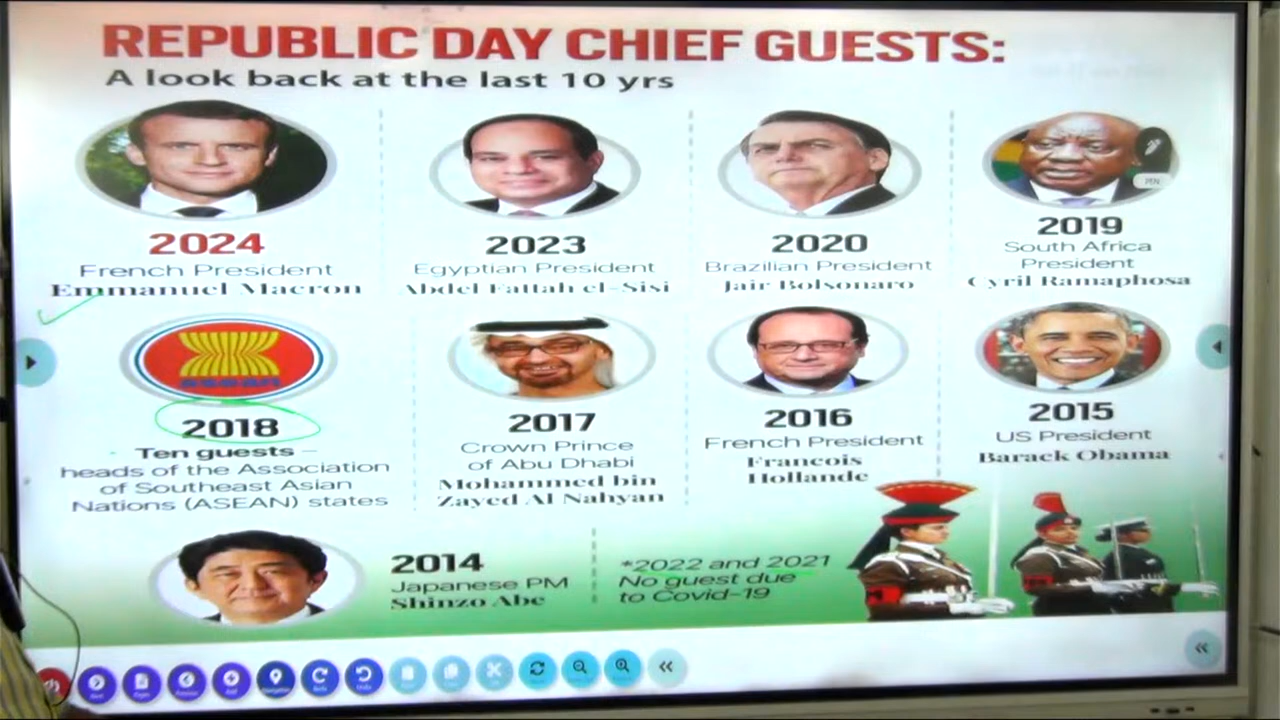 REPUBLIC DAY CHIEF GUESTS:
A look back at the last 10 yrs
2024
French President
Emmanuel Macron
2023
Egyptian President
Abdel Fattah el-Sisi
2020
Brazilian President
Jair Bolsonaro
2019
South Africa
President
Cyril Ramaphosa
2018
Ten guests –
heads of the Association
of Southeast Asian
Nations (ASEAN) states
2017
Crown Prince
of Abu Dhabi
Mohammed bin
Zayed Al Nahyan
2016
French President
Francois
Hollande
2015
US President
Barack Obama
2014
Japanese PM
Shinzo Abe
*2022 and 2021
No guest due
to Covid-19